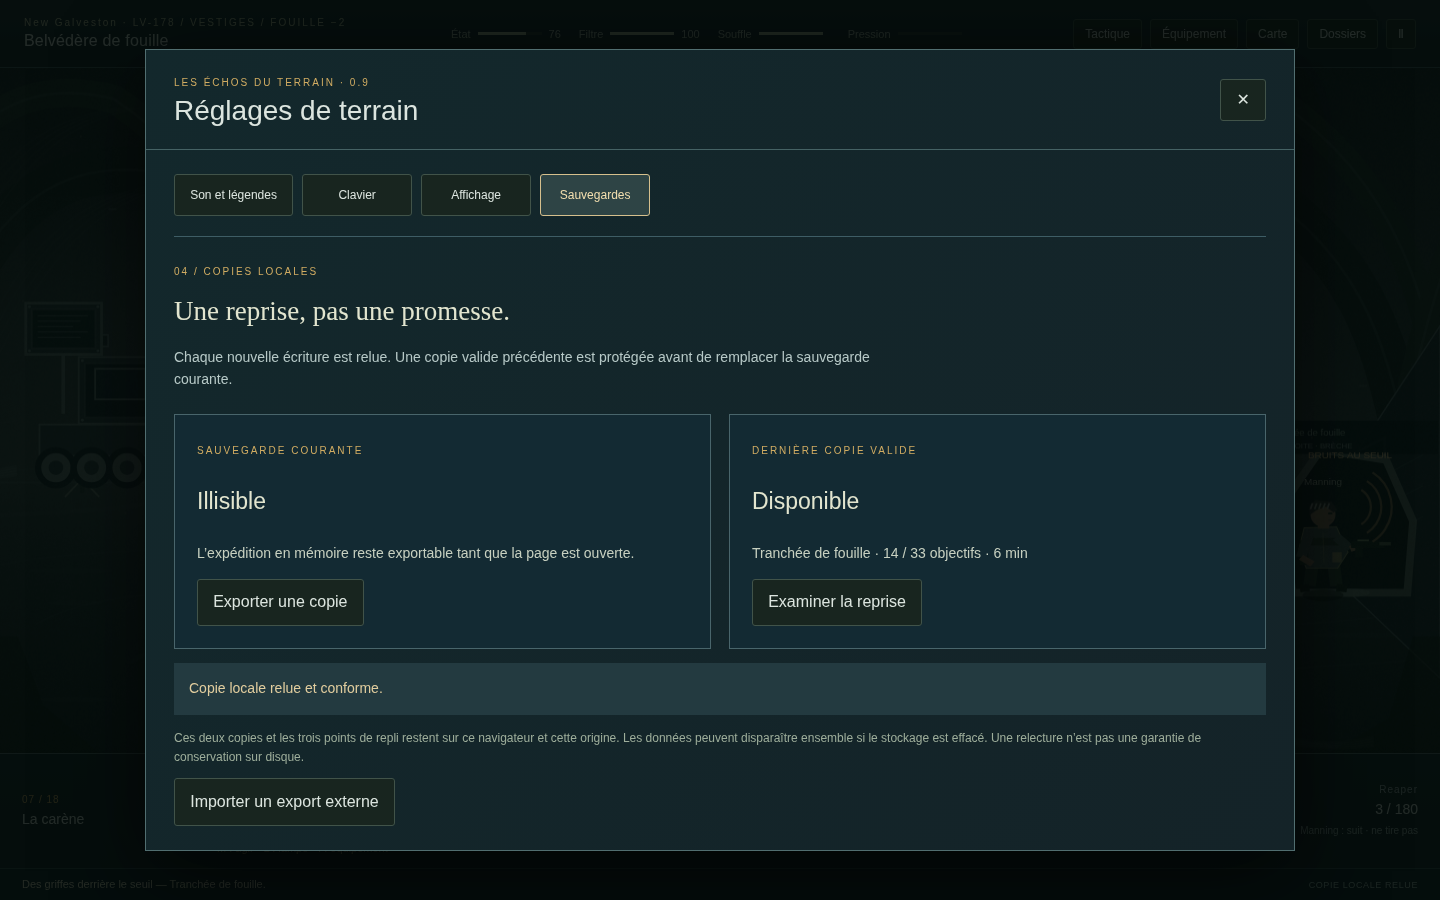 New Galveston · LV-178 / VESTIGES / FOUILLE −2
Belvédère de fouille
État 76 Filtre 100 Souffle Pression
Tactique Équipement Carte Dossiers II
LES ÉCHOS DU TERRAIN · 0.9
Réglages de terrain
✕
Son et légendes Clavier Affichage Sauvegardes
04 / COPIES LOCALES
Une reprise, pas une promesse.
Chaque nouvelle écriture est relue. Une copie valide précédente est protégée avant de remplacer la sauvegarde
courante.
SAUVEGARDE COURANTE
Illisible
L'expédition en mémoire reste exportable tant que la page est ouverte.
Exporter une copie
DERNIÈRE COPIE VALIDE
Disponible
Tranchée de fouille · 14 / 33 objectifs · 6 min
Examiner la reprise
Copie locale relue et conforme.
Ces deux copies et les trois points de repli restent sur ce navigateur et cette origine. Les données peuvent disparaître ensemble si le stockage est effacé. Une relecture n'est pas une garantie de
conservation sur disque.
Importer un export externe
de fouille
BRUITS AU SEUIL
Manning
07 / 18
La carène
Reaper
3 / 180
Manning : suit · ne tire pas
Des griffes derrière le seuil — Tranchée de fouille.
COPIE LOCALE RELUE